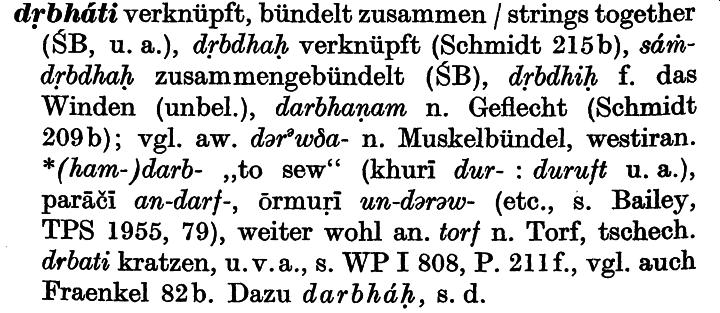 dṛbháti verknüpft, bündelt zusammen / strings together
(ŚB, u. a.), dṛbdhaḥ verknüpft (Schmidt 215b), sáṁ-
dṛbdhaḥ zusammengebündelt (ŚB), dṛbdhiḥ f. das
Winden (unbel.), darbhaṇam n. Geflecht (Schmidt
209b); vgl. aw. dərᵊwδa- n. Muskelbündel, westiran.
*(ham-)darb- „to sew“ (khurī dur- : duruft u. a.),
parāčī an-darf-, ōrmuṛī un-dərəw- (etc., s. Bailey,
TPS 1955, 79), weiter wohl an. torf n. Torf, tschech.
drbati kratzen, u. v. a., s. WP I 808, P. 211f., vgl. auch
Fraenkel 82b. Dazu darbháḥ, s. d.